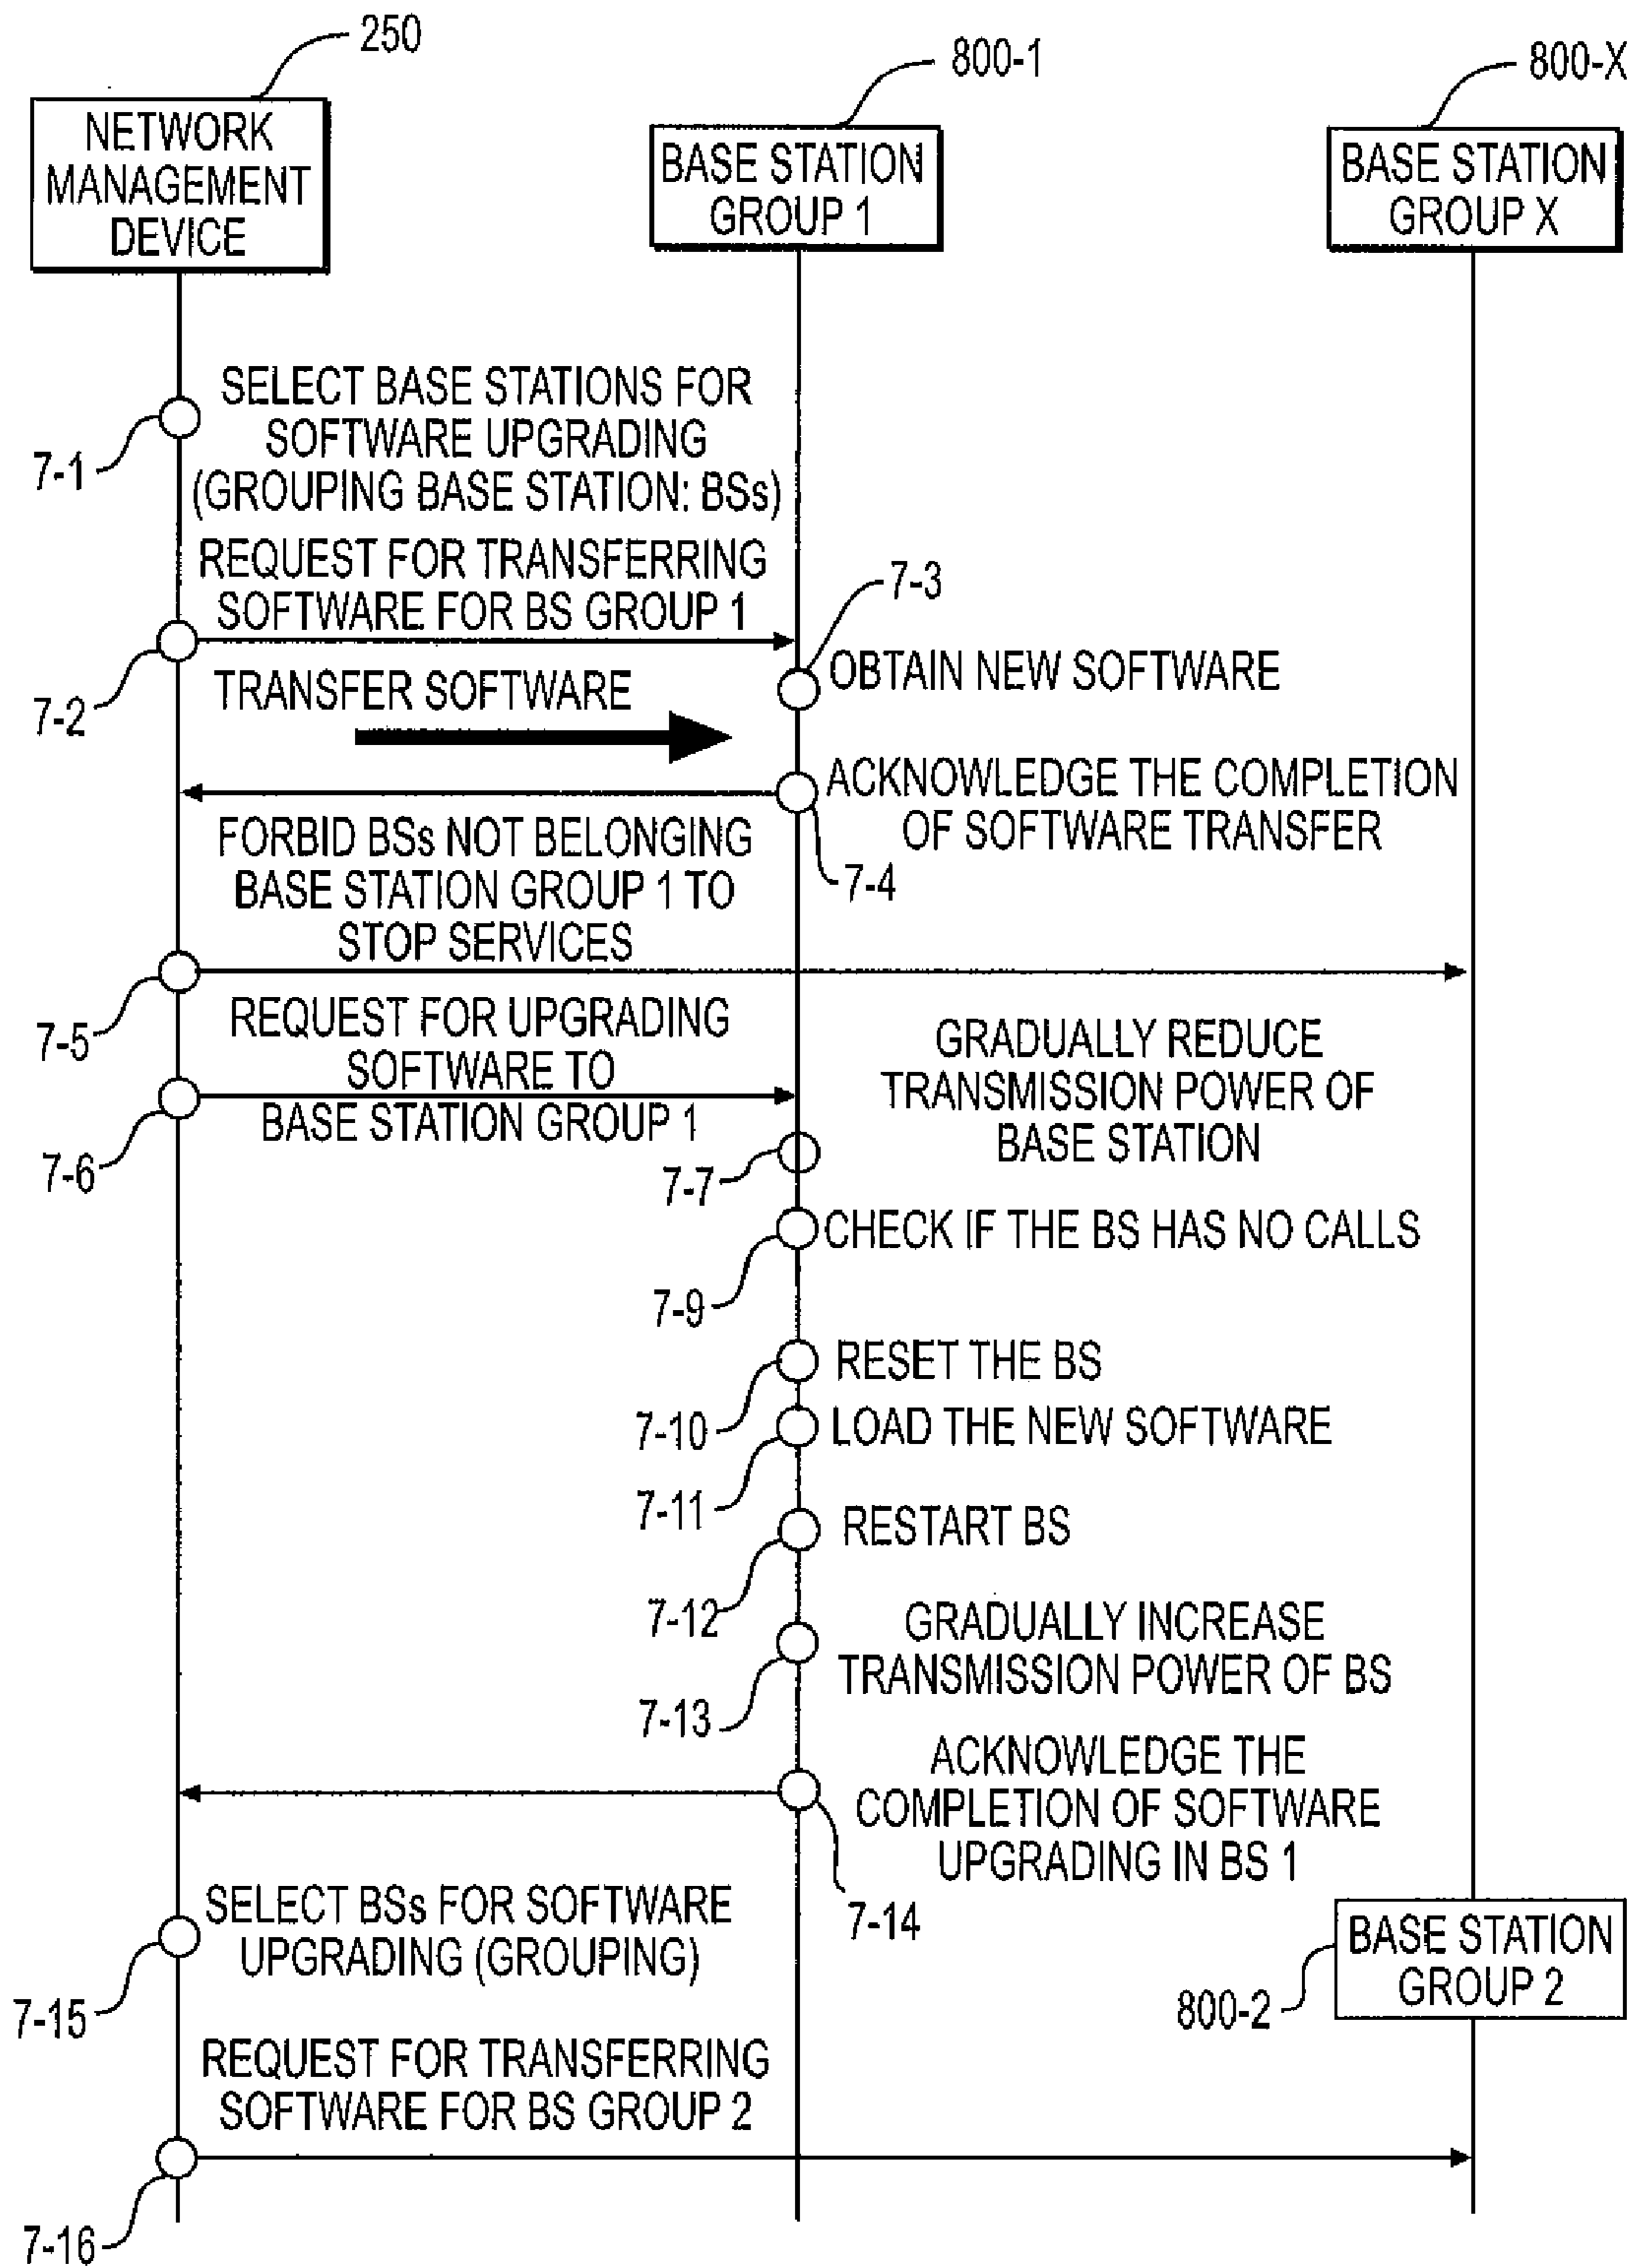 250
800-1
800-X
NETWORK
MANAGEMENT
DEVICE
BASE STATION
GROUP 1
BASE STATION
GROUP X
SELECT BASE STATIONS FOR
SOFTWARE UPGRADING
(GROUPING BASE STATION: BSs)
7-1
REQUEST FOR TRANSFERRING
SOFTWARE FOR BS GROUP 1
7-2
7-3
OBTAIN NEW SOFTWARE
TRANSFER SOFTWARE
ACKNOWLEDGE THE COMPLETION
OF SOFTWARE TRANSFER
7-4
FORBID BSs NOT BELONGING
BASE STATION GROUP 1 TO
STOP SERVICES
7-5
REQUEST FOR UPGRADING
SOFTWARE TO
BASE STATION GROUP 1
7-6
GRADUALLY REDUCE
TRANSMISSION POWER OF
BASE STATION
7-7
CHECK IF THE BS HAS NO CALLS
7-9
RESET THE BS
7-10
LOAD THE NEW SOFTWARE
7-11
RESTART BS
7-12
GRADUALLY INCREASE
TRANSMISSION POWER OF BS
7-13
ACKNOWLEDGE THE
COMPLETION OF SOFTWARE
UPGRADING IN BS 1
7-14
SELECT BSs FOR SOFTWARE
UPGRADING (GROUPING)
7-15
BASE STATION
GROUP 2
800-2
REQUEST FOR TRANSFERRING
SOFTWARE FOR BS GROUP 2
7-16